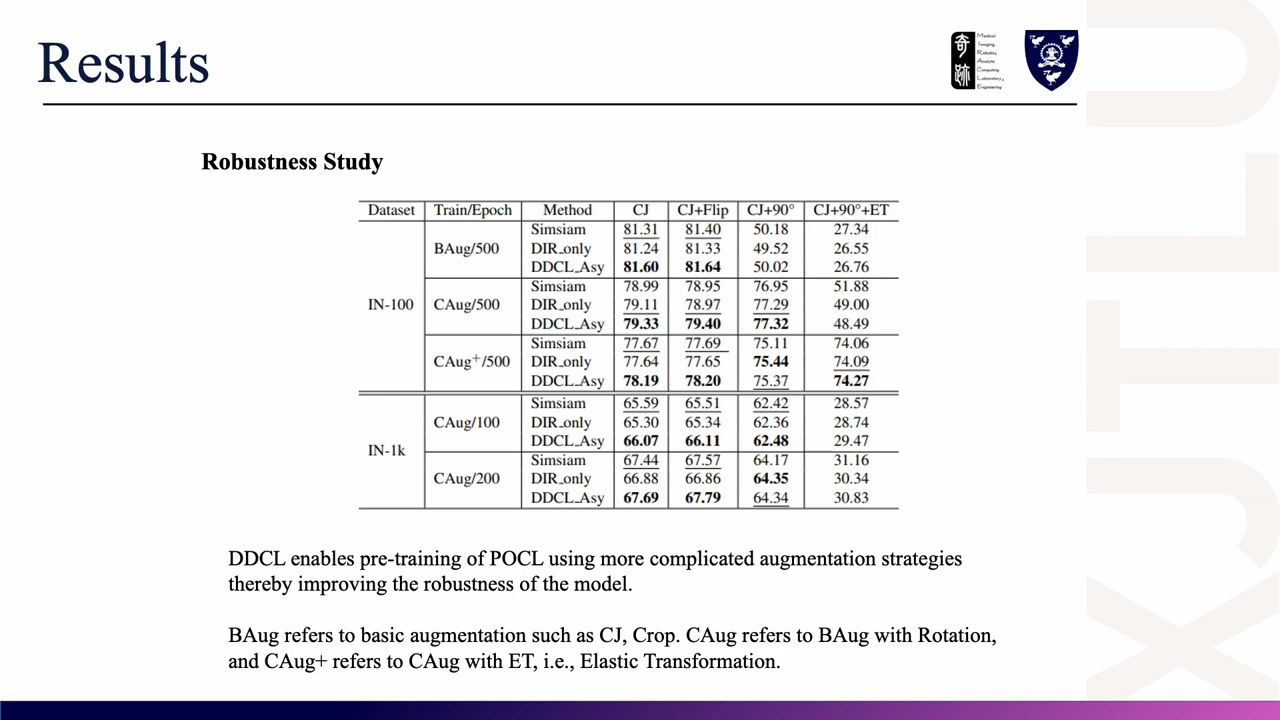 Results
奇跡
Medical
Imaging,
Robotics,
Analytic
Computing
Laboratory,
Engineering
Robustness Study
Dataset Train/Epoch Method CJ CJ+Flip CJ+90° CJ+90°+ET
Simsiam 81.31 81.40 50.18 27.34
BAug/500 DIR_only 81.24 81.33 49.52 26.55
DDCL_Asy 81.60 81.64 50.02 26.76
Simsiam 78.99 78.95 76.95 51.88
IN-100 CAug/500 DIR_only 79.11 78.97 77.29 49.00
DDCL_Asy 79.33 79.40 77.32 48.49
Simsiam 77.67 77.69 75.11 74.06
CAug+/500 DIR_only 77.64 77.65 75.44 74.09
DDCL_Asy 78.19 78.20 75.37 74.27
Simsiam 65.59 65.51 62.42 28.57
CAug/100 DIR_only 65.30 65.34 62.36 28.74
DDCL_Asy 66.07 66.11 62.48 29.47
IN-1k
Simsiam 67.44 67.57 64.17 31.16
CAug/200 DIR_only 66.88 66.86 64.35 30.34
DDCL_Asy 67.69 67.79 64.34 30.83
DDCL enables pre-training of POCL using more complicated augmentation strategies
thereby improving the robustness of the model.
BAug refers to basic augmentation such as CJ, Crop. CAug refers to BAug with Rotation,
and CAug+ refers to CAug with ET, i.e., Elastic Transformation.
XJTLU